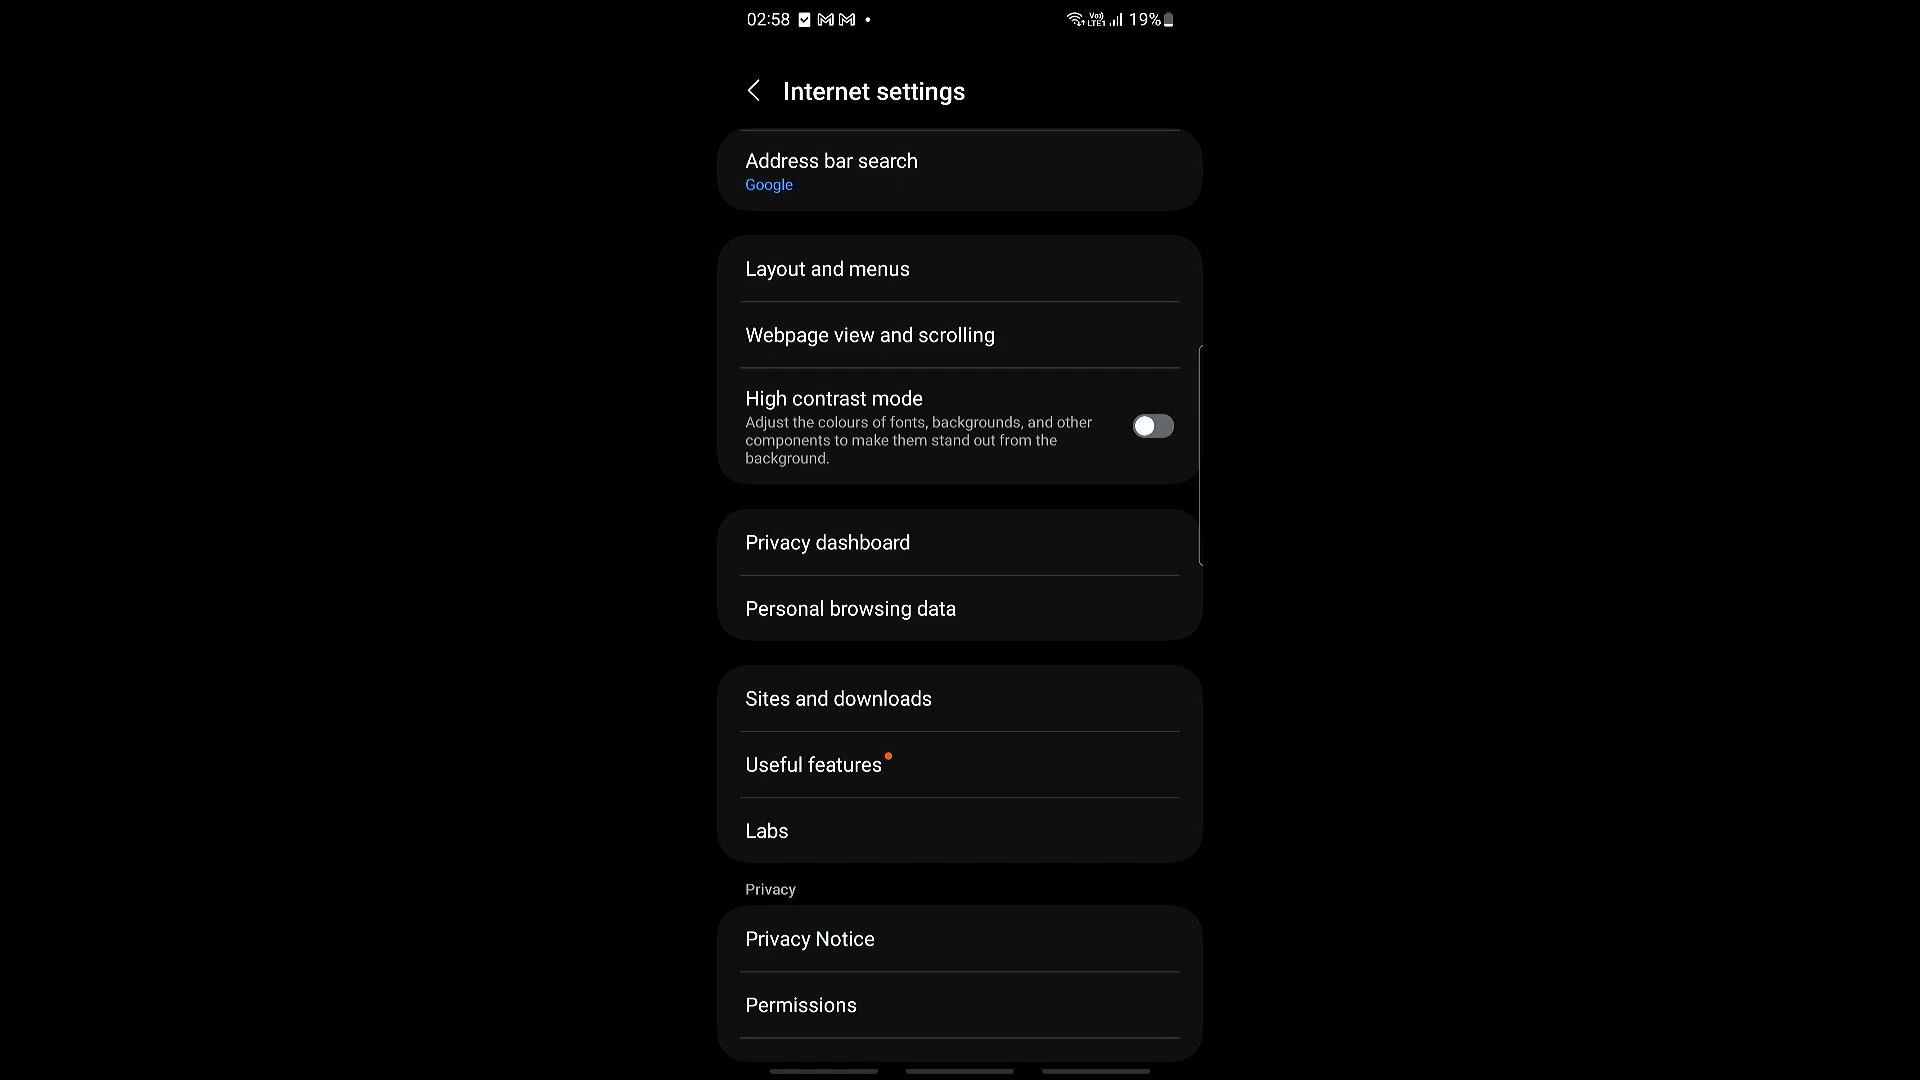 02:58
19%
Internet settings
Address bar search
Google
Layout and menus
Webpage view and scrolling
High contrast mode
Adjust the colours of fonts, backgrounds, and other
components to make them stand out from the
background.
Privacy dashboard
Personal browsing data
Sites and downloads
Useful features
Labs
Privacy
Privacy Notice
Permissions